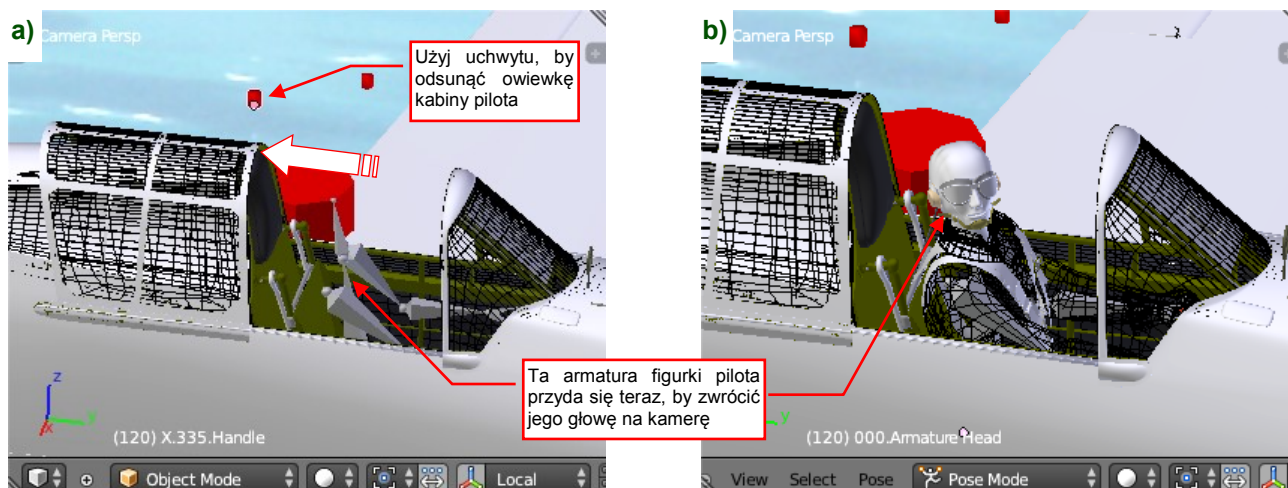 a)
Camera Persp
Użyj uchwytu, by
odsunąć owiewkę
kabiny pilota
z
y
x
(120) X.335.Handle
Object Mode
Local
Ta armatura figurki pilota
przyda się teraz, by zwrócić
jego głowę na kamerę
b)
Camera Persp
y
(120) 000.Armature Head
View Select Pose Pose Mode